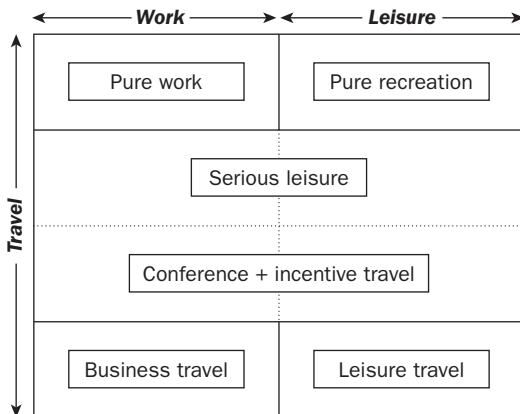 Work Leisure
Pure work Pure recreation
Serious leisure
Travel
Conference + incentive travel
Business travel Leisure travel